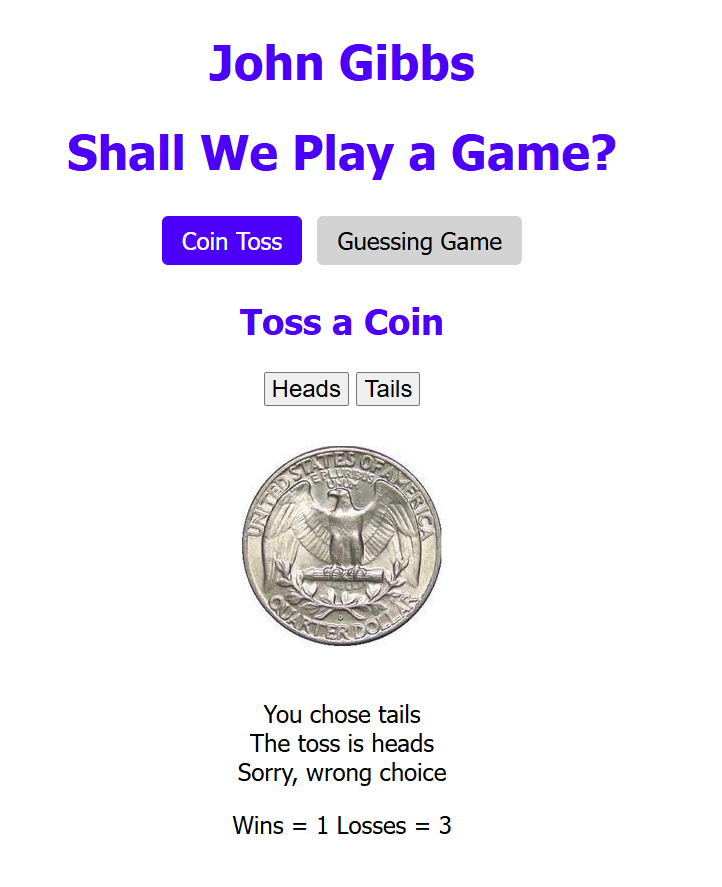 John Gibbs
Shall We Play a Game?
Coin Toss Guessing Game
Toss a Coin
Heads Tails
UNITED STATES OF AMERICA
E PLURIBUS
UNUM
QUARTER DOLLAR
You chose tails
The toss is heads
Sorry, wrong choice
Wins = 1 Losses = 3